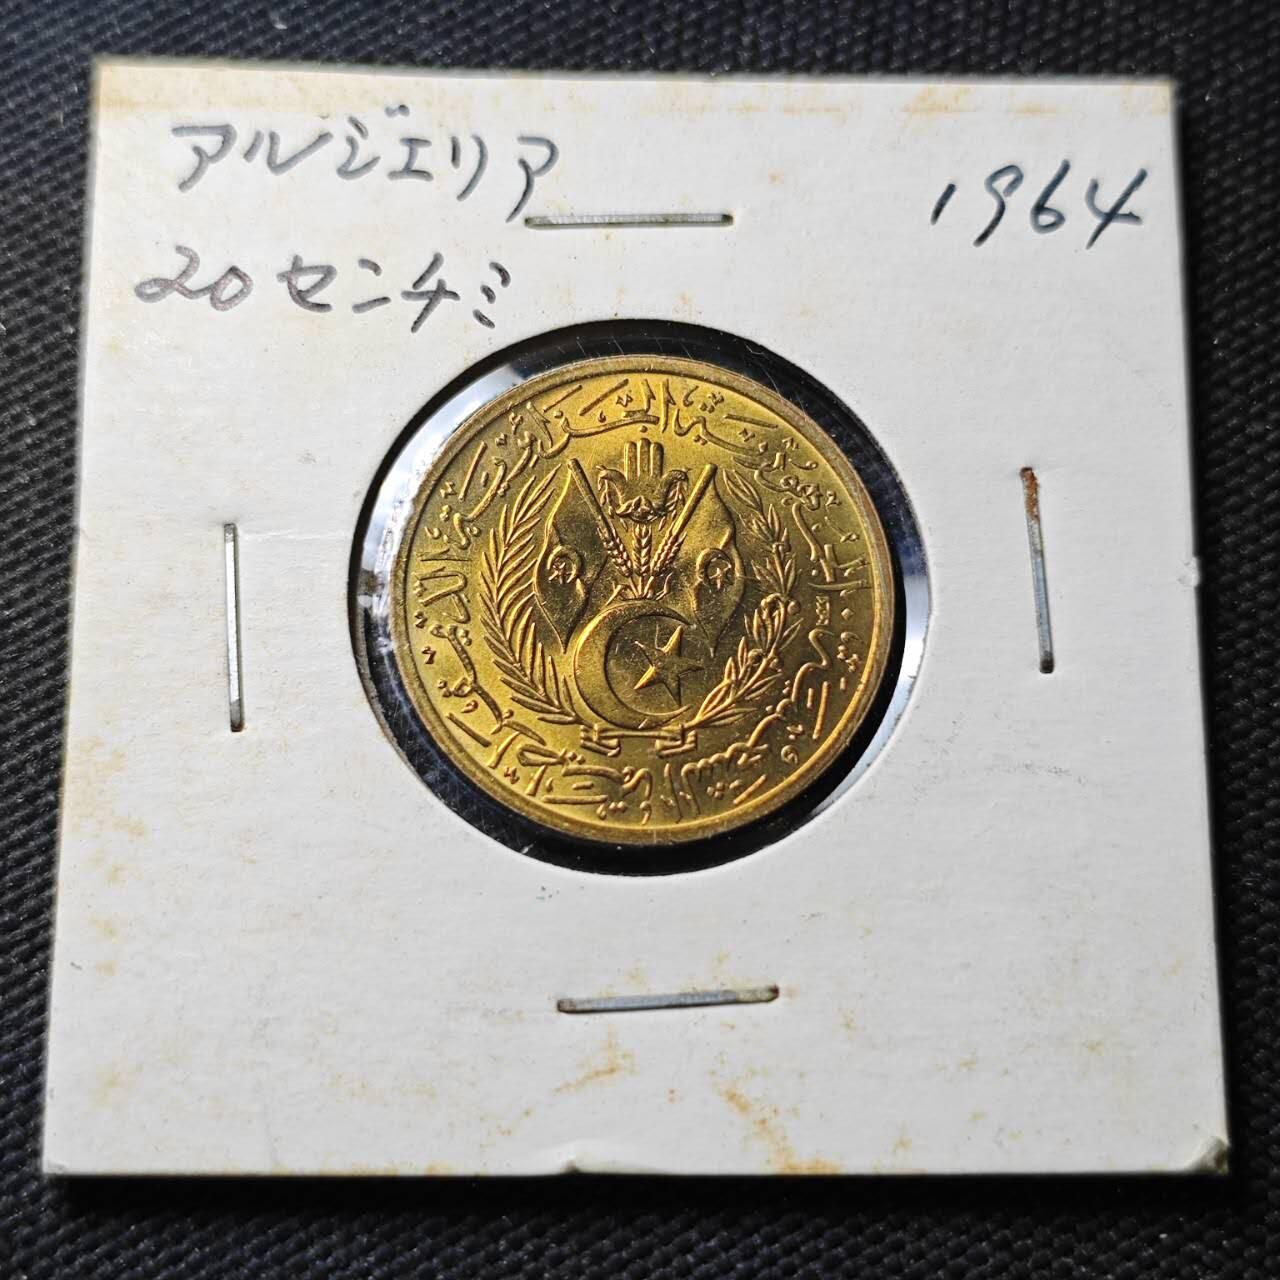 アルジェリア
1964
20センチミ
الجمهورية الجزائرية الديمقراطية الشعبية